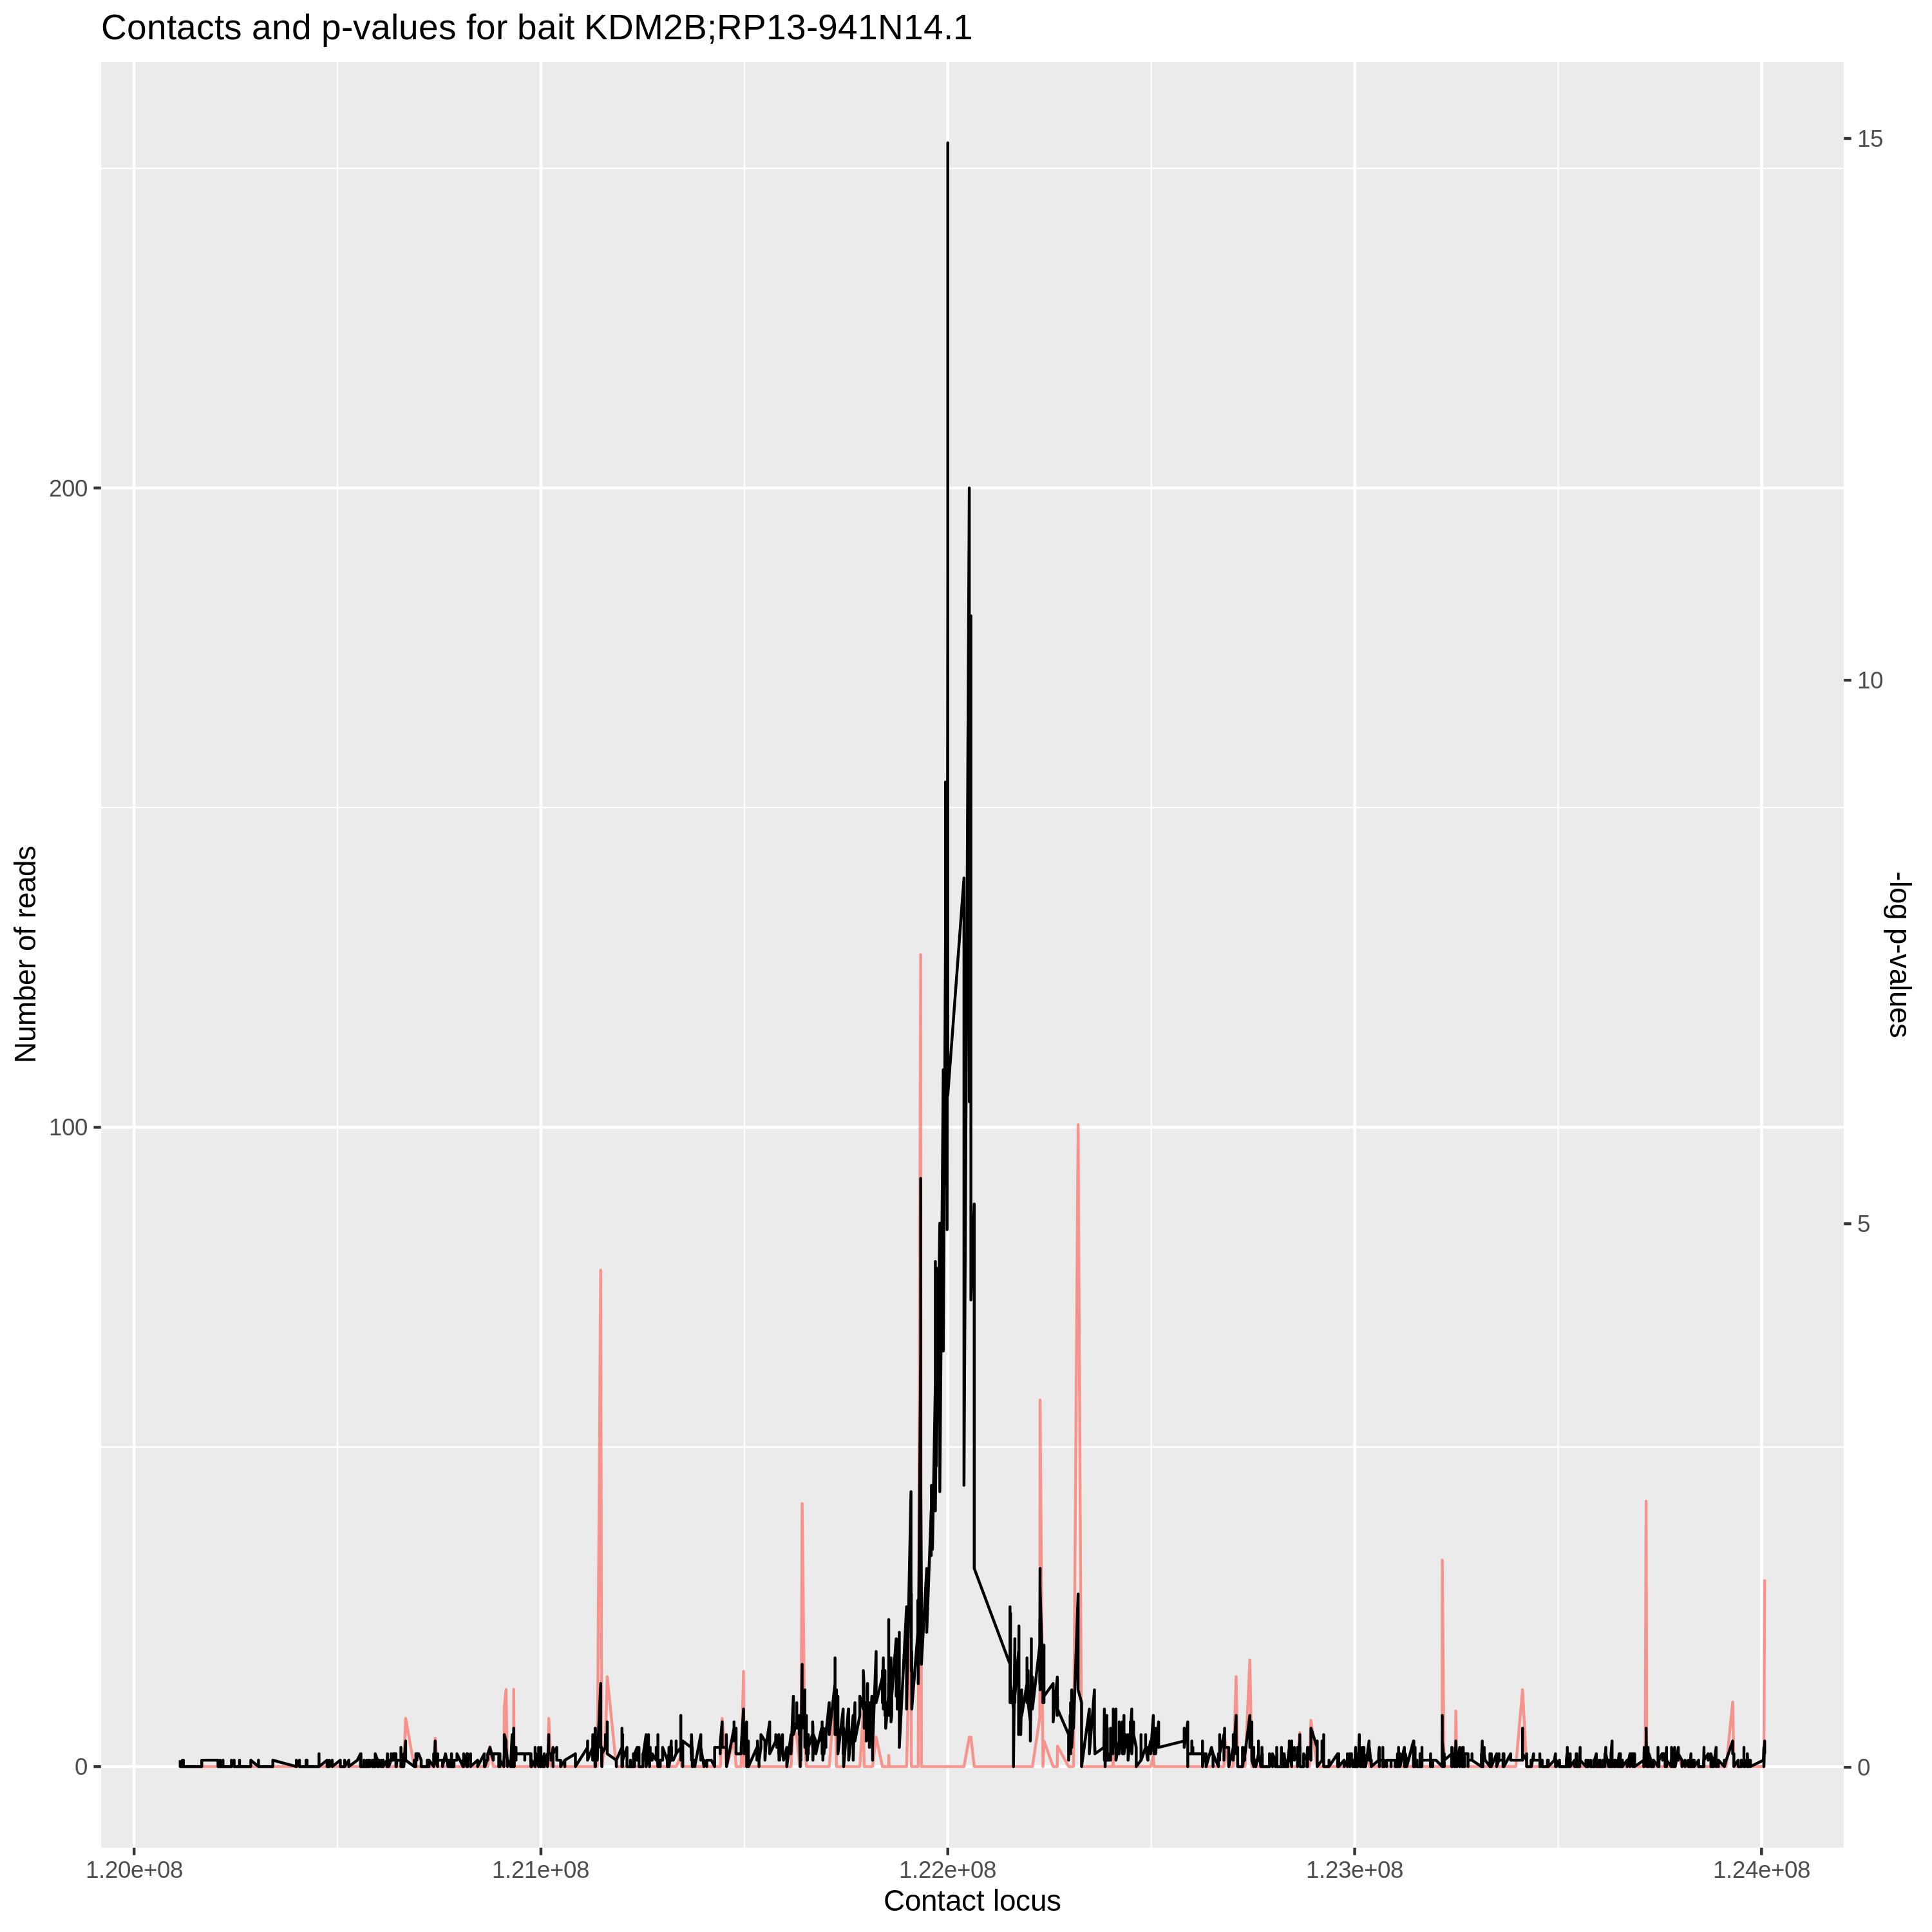 Contacts and p-values for bait KDM2B;RP13-941N14.1
15
200
10
Number of reads
-log p-values
100
5
0
0
1.20e+08
1.21e+08
1.22e+08
1.23e+08
1.24e+08
Contact locus